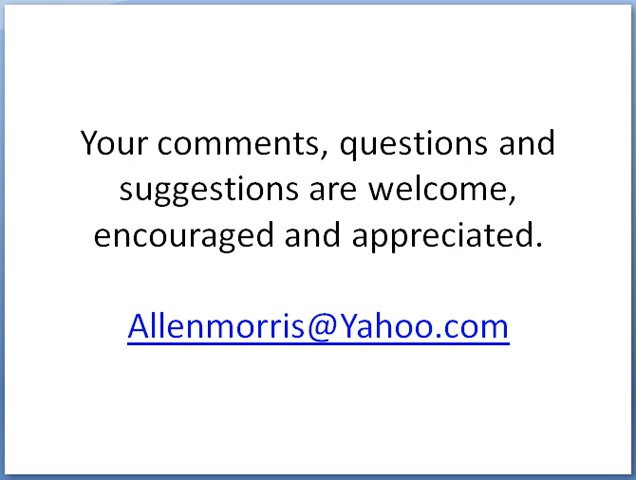 Your comments, questions and
suggestions are welcome,
encouraged and appreciated.
Allenmorris@Yahoo.com